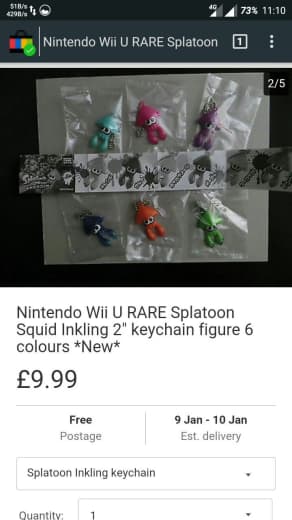 51B/s
429B/s
4G
73% 11:10
Nintendo Wii U RARE Splatoon
1
2/5
Nintendo Wii U RARE Splatoon
Squid Inkling 2" keychain figure 6
colours *New*
£9.99
Free
Postage
9 Jan - 10 Jan
Est. delivery
Splatoon Inkling keychain
Quantity:
1